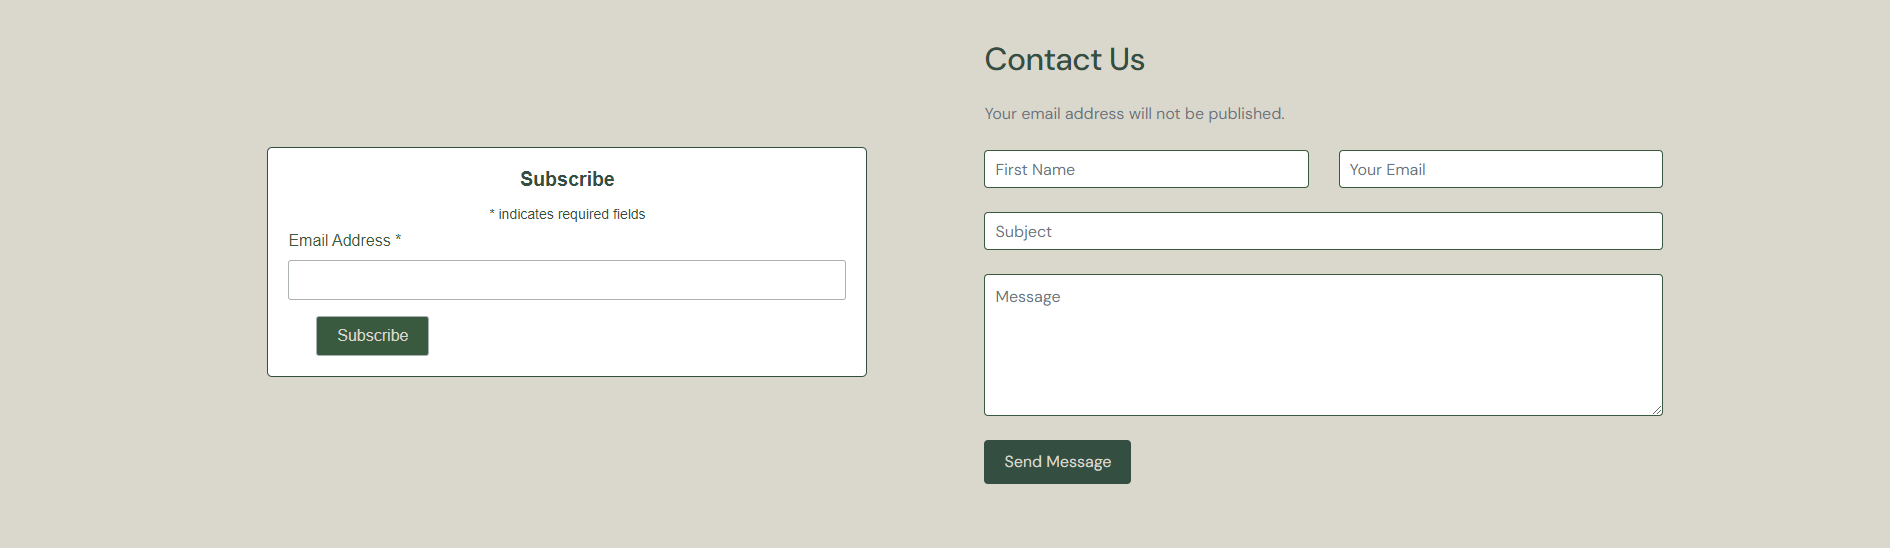 Subscribe
* indicates required fields
Email Address *
Subscribe
Contact Us
Your email address will not be published.
First Name
Your Email
Subject
Message
Send Message